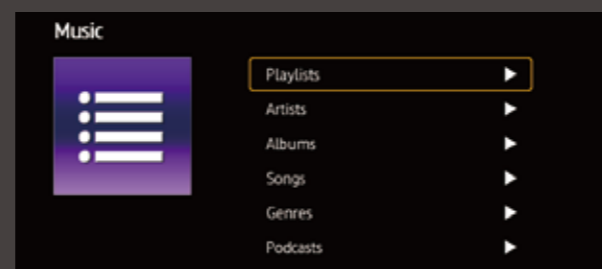 Music
Playlists
Artists
Albums
Songs
Genres
Podcasts